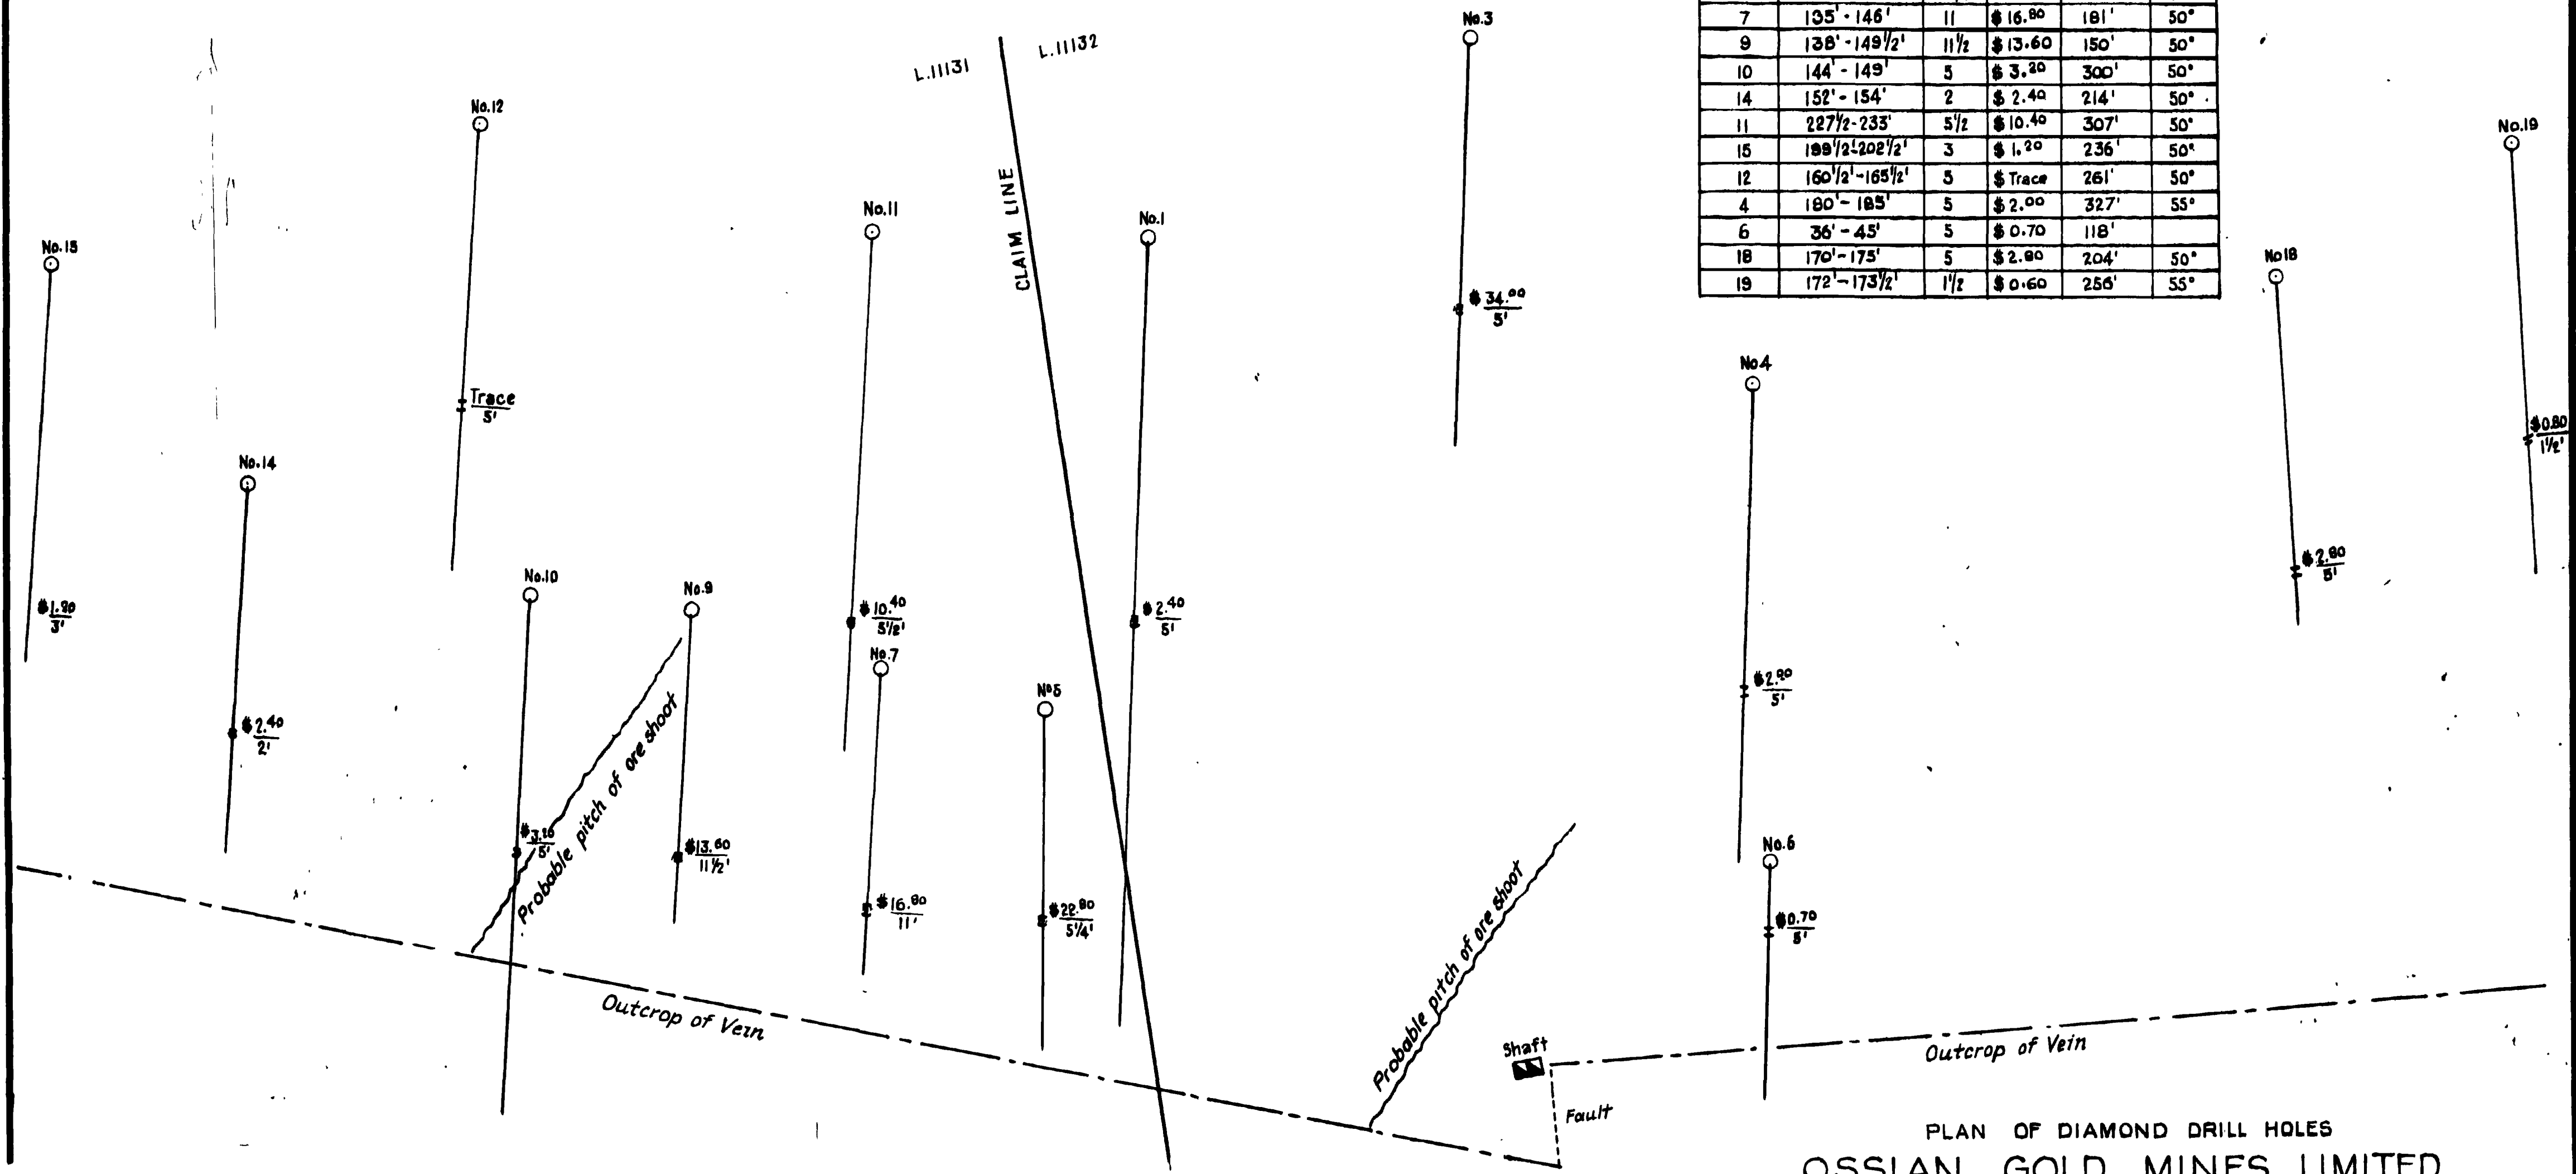 7 135'-146' 11 $16.80 181' 50°
9 138'-149½' 11½ $13.60 150' 50°
10 144'-149' 5 $3.20 300' 50°
14 152'-154' 2 $2.40 214' 50°
11 227½-233' 5½ $10.40 307' 50°
15 199½'-202½' 3 $1.20 236' 50°
12 160½'-165½' 5 $Trace 261' 50°
4 180'-185' 5 $2.00 327' 55°
6 36'-45' 5 $0.70 118'
18 170'-175' 5 $2.80 204' 50°
19 172'-173½' 1½ $0.60 256' 55°
No.3
L.11131
L.11132
No.12
No.19
No.11
No.1
CLAIM LINE
No.15
No18
$34.00
5'
No.4
Trace
5'
$0.80
1½'
No.14
$2.80
5'
No.10
No.9
$1.20
3'
$10.40
5½'
$2.40
5'
No.7
No5
5'
$2.40
2'
$3.20
5'
Probable pitch of ore shoot
$13.60
11½'
No.6
$16.80
11'
$22.80
5¼'
$0.70
5'
Probable pitch of ore shoot
Outcrop of Vein
Shaft
Outcrop of Vein
Fault
PLAN OF DIAMOND DRILL HOLES
OSSIAN GOLD MINES LIMITED